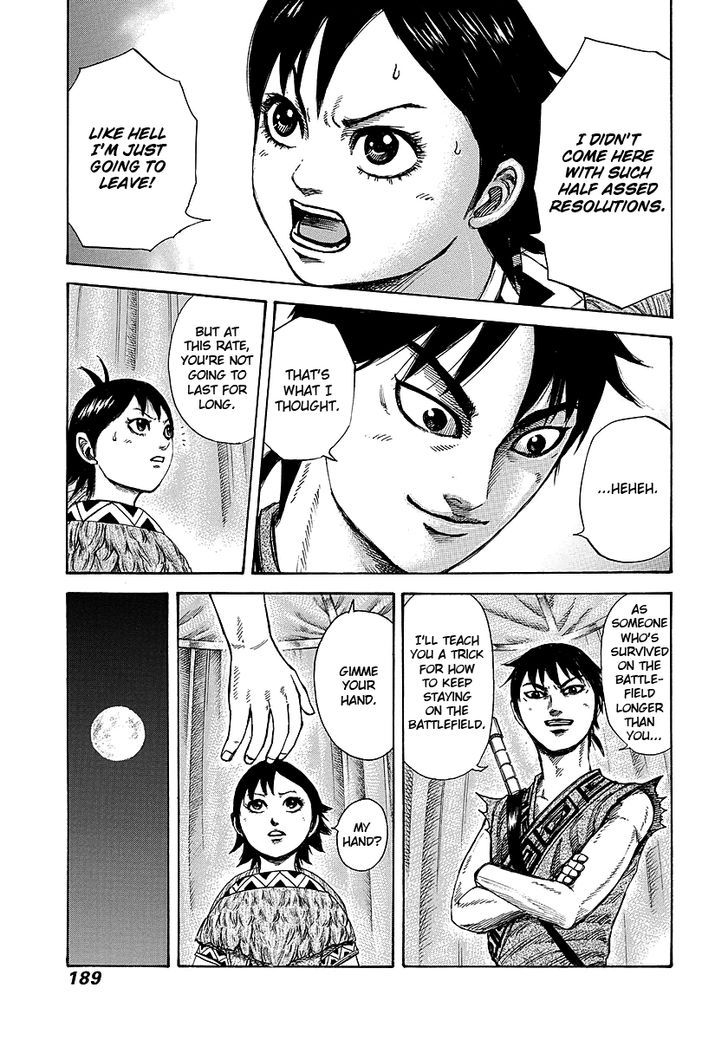 I DIDN'T
COME HERE
WITH SUCH
HALF ASSED
RESOLUTIONS.
LIKE HELL
I'M JUST
GOING TO
LEAVE!
...HEHEH.
THAT'S
WHAT I
THOUGHT.
BUT AT
THIS RATE,
YOU'RE NOT
GOING TO
LAST FOR
LONG.
AS
SOMEONE
WHO'S
SURVIVED
ON THE
BATTLE-
FIELD
LONGER
THAN
YOU...
I'LL TEACH
YOU A TRICK
FOR HOW
TO KEEP
STAYING
ON THE
BATTLEFIELD.
GIMME
YOUR
HAND.
MY
HAND?
189